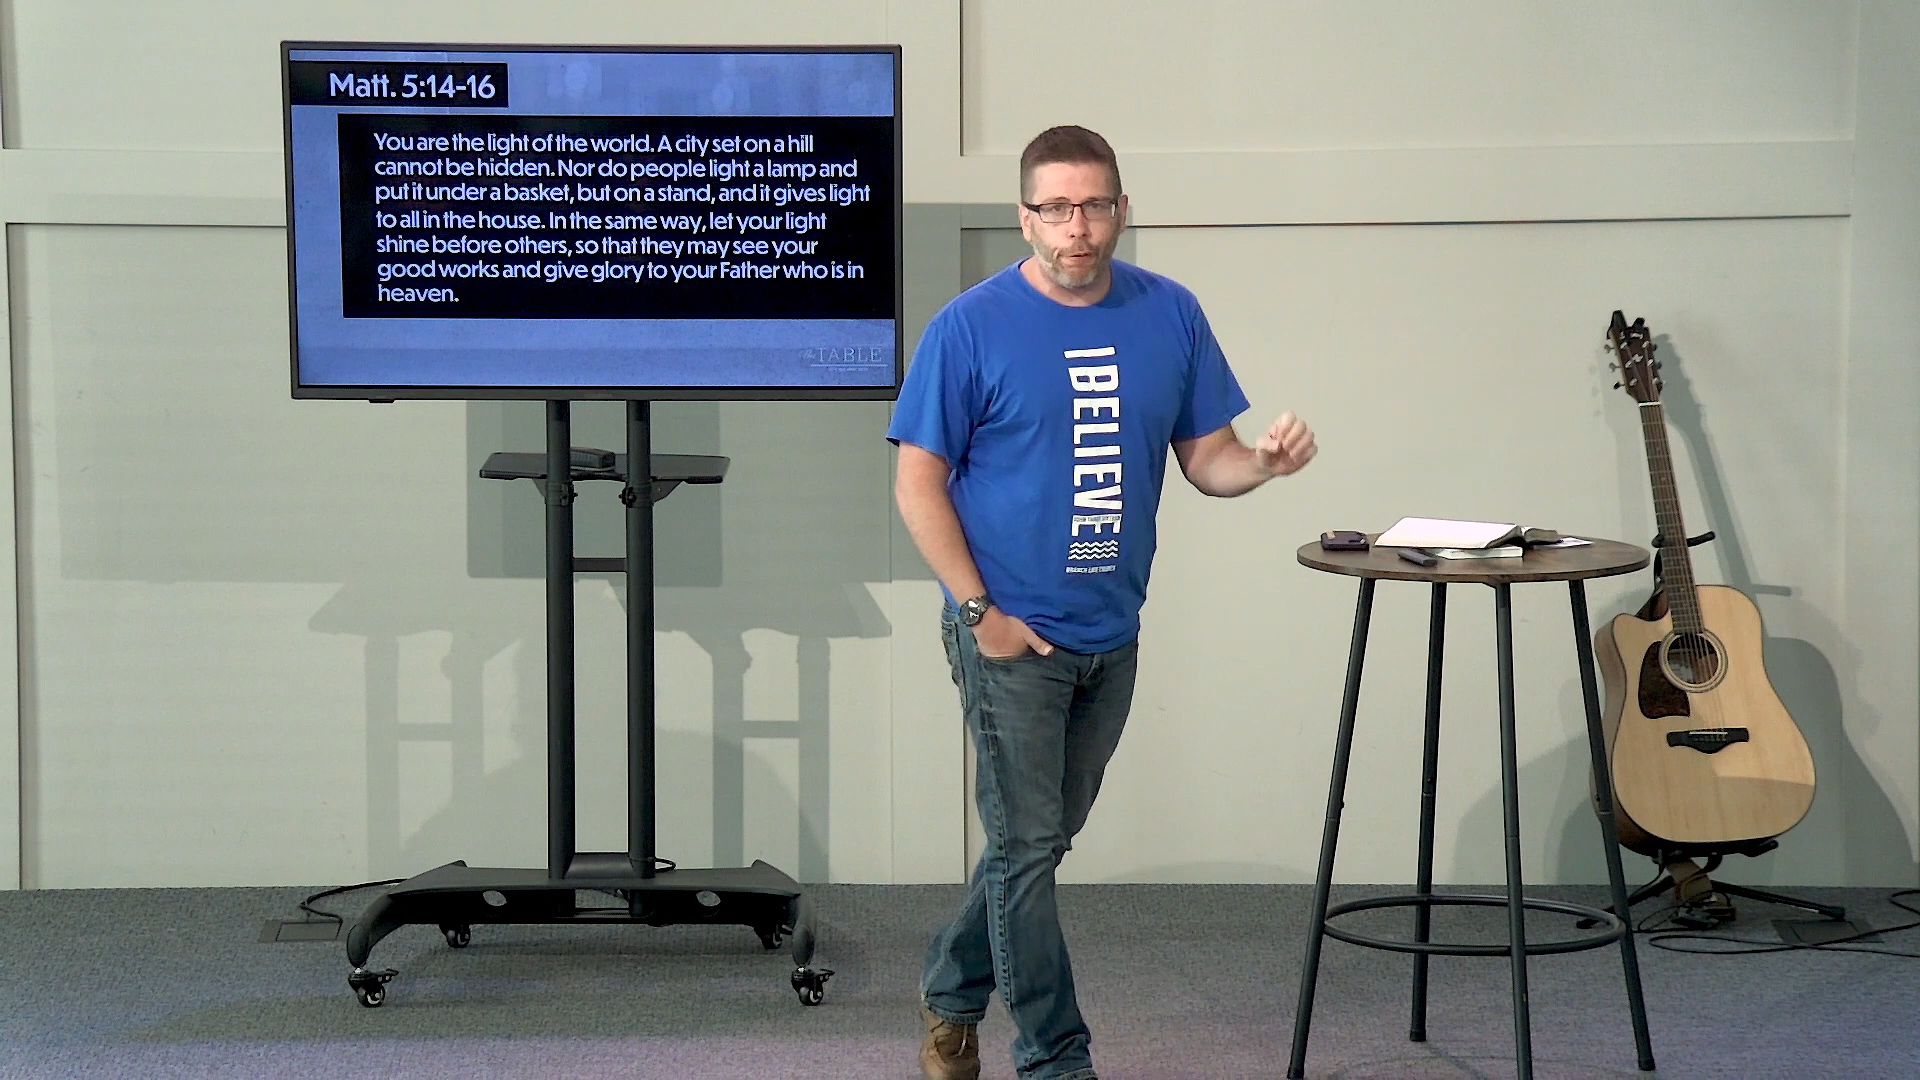 Matt. 5:14-16
You are the light of the world. A city set on a hill
cannot be hidden. Nor do people light a lamp and
put it under a basket, but on a stand, and it gives light
to all in the house. In the same way, let your light
shine before others, so that they may see your
good works and give glory to your Father who is in
heaven.
The TABLE
I BELIEVE